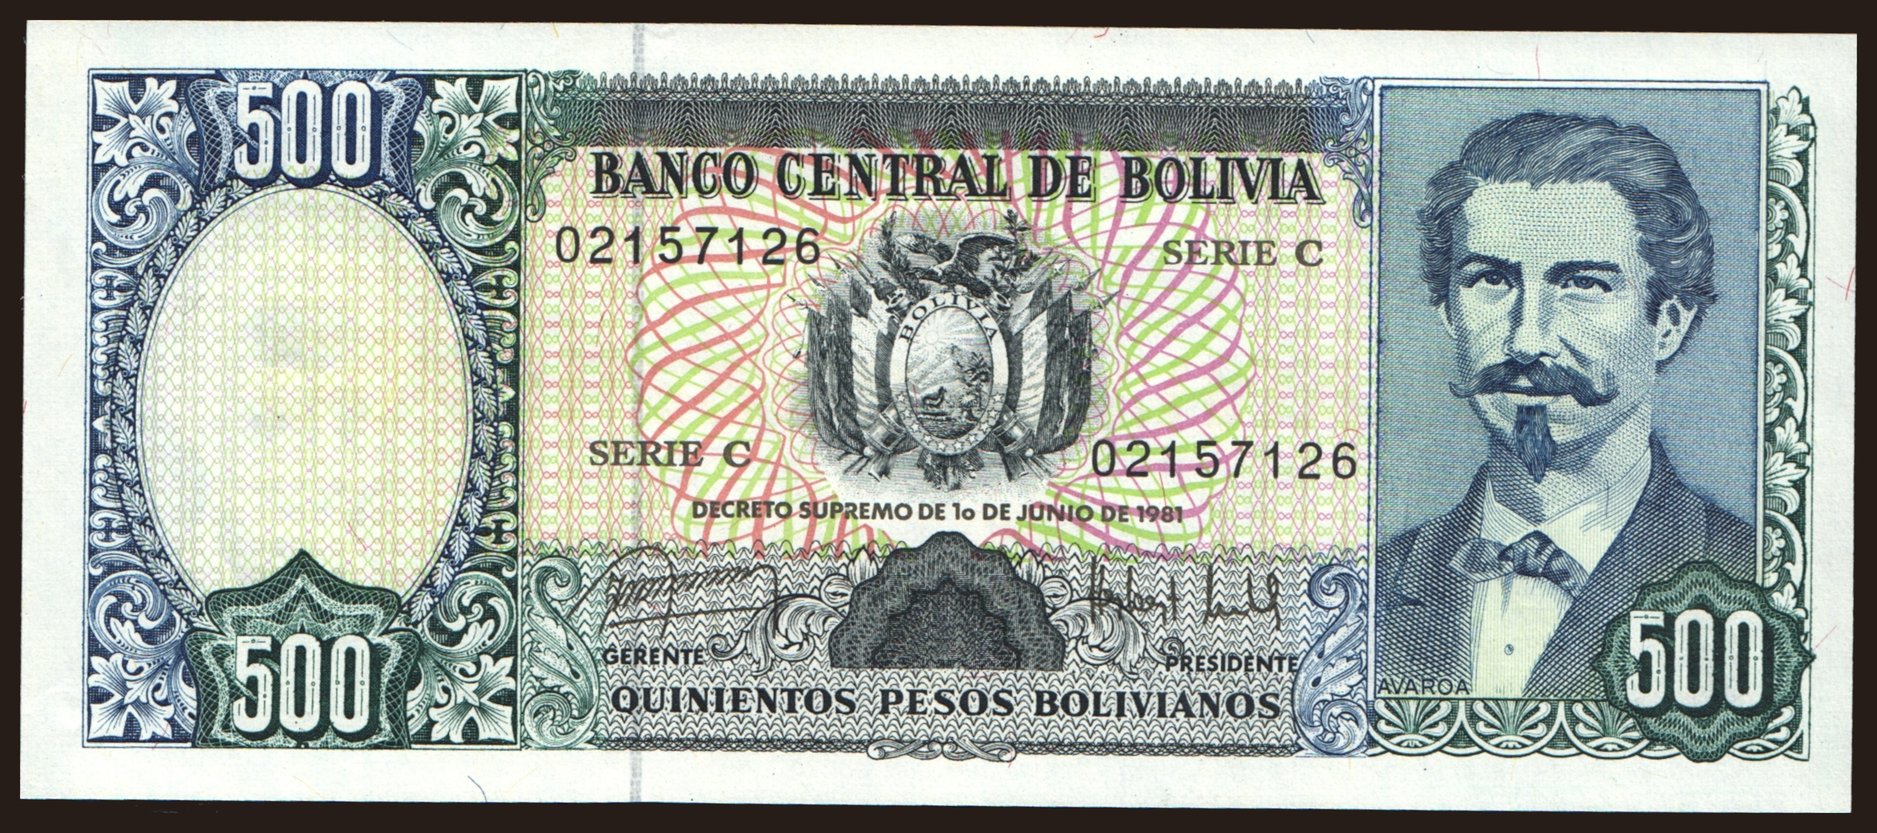 500
BANCO CENTRAL DE BOLIVIA
02157126
SERIE C
BOLIVIA
SERIE C
02157126
DECRETO SUPREMO DE 1o DE JUNIO DE 1981
GERENTE
PRESIDENTE
500
QUINIENTOS PESOS BOLIVIANOS
AVAROA
500